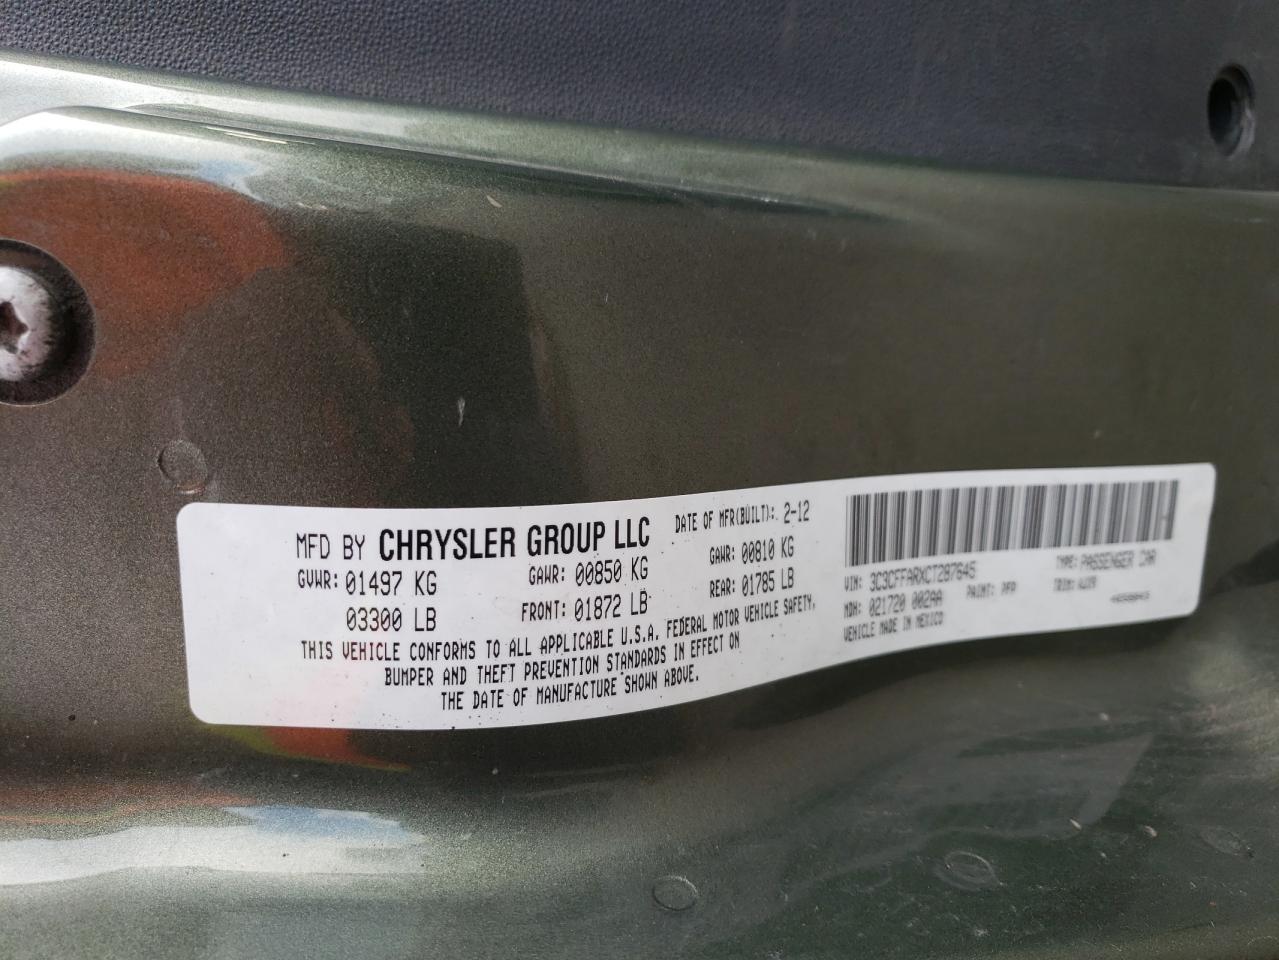 MFD BY CHRYSLER GROUP LLC
DATE OF MFR(BUILT): 2-12
GVWR: 01497 KG
03300 LB
GAWR: 00850 KG
FRONT: 01872 LB
GAWR: 00810 KG
REAR: 01785 LB
THIS VEHICLE CONFORMS TO ALL APPLICABLE U.S.A. FEDERAL MOTOR VEHICLE SAFETY,
BUMPER AND THEFT PREVENTION STANDARDS IN EFFECT ON
THE DATE OF MANUFACTURE SHOWN ABOVE.
VIN: 3C3CFFARXCT287645
TYPE: PASSENGER CAR
MDH: 021720 002AA
PAINT: PFP
TRIM:
VEHICLE MADE IN MEXICO